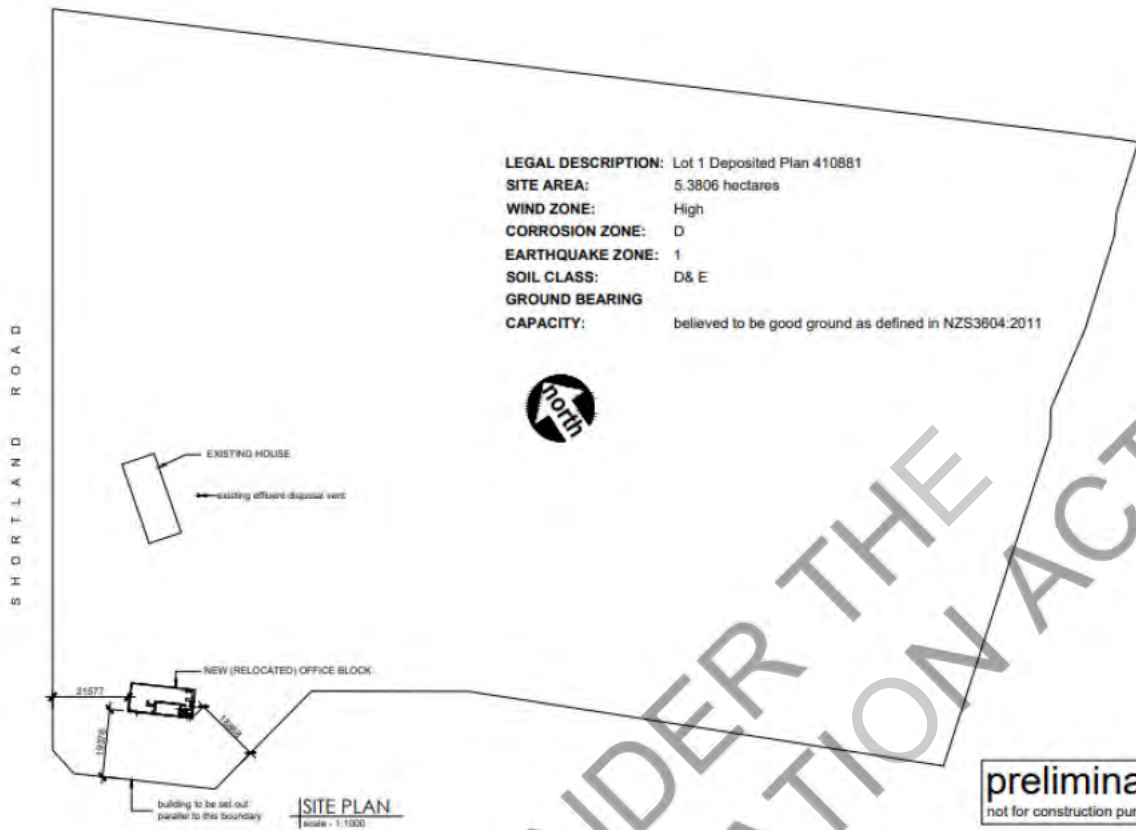 LEGAL DESCRIPTION: Lot 1 Deposited Plan 410881
SITE AREA: 5.3806 hectares
WIND ZONE: High
CORROSION ZONE: D
EARTHQUAKE ZONE: 1
SOIL CLASS: D& E
GROUND BEARING
CAPACITY: believed to be good ground as defined in NZS3604:2011
north
SHORTLAND ROAD
EXISTING HOUSE
existing effluent disposal vent
NEW (RELOCATED) OFFICE BLOCK
21577
building to be set out
parallel to this boundary
SITE PLAN
scale - 1:1000
UNDER THE
ACT
prelimina
not for construction pur